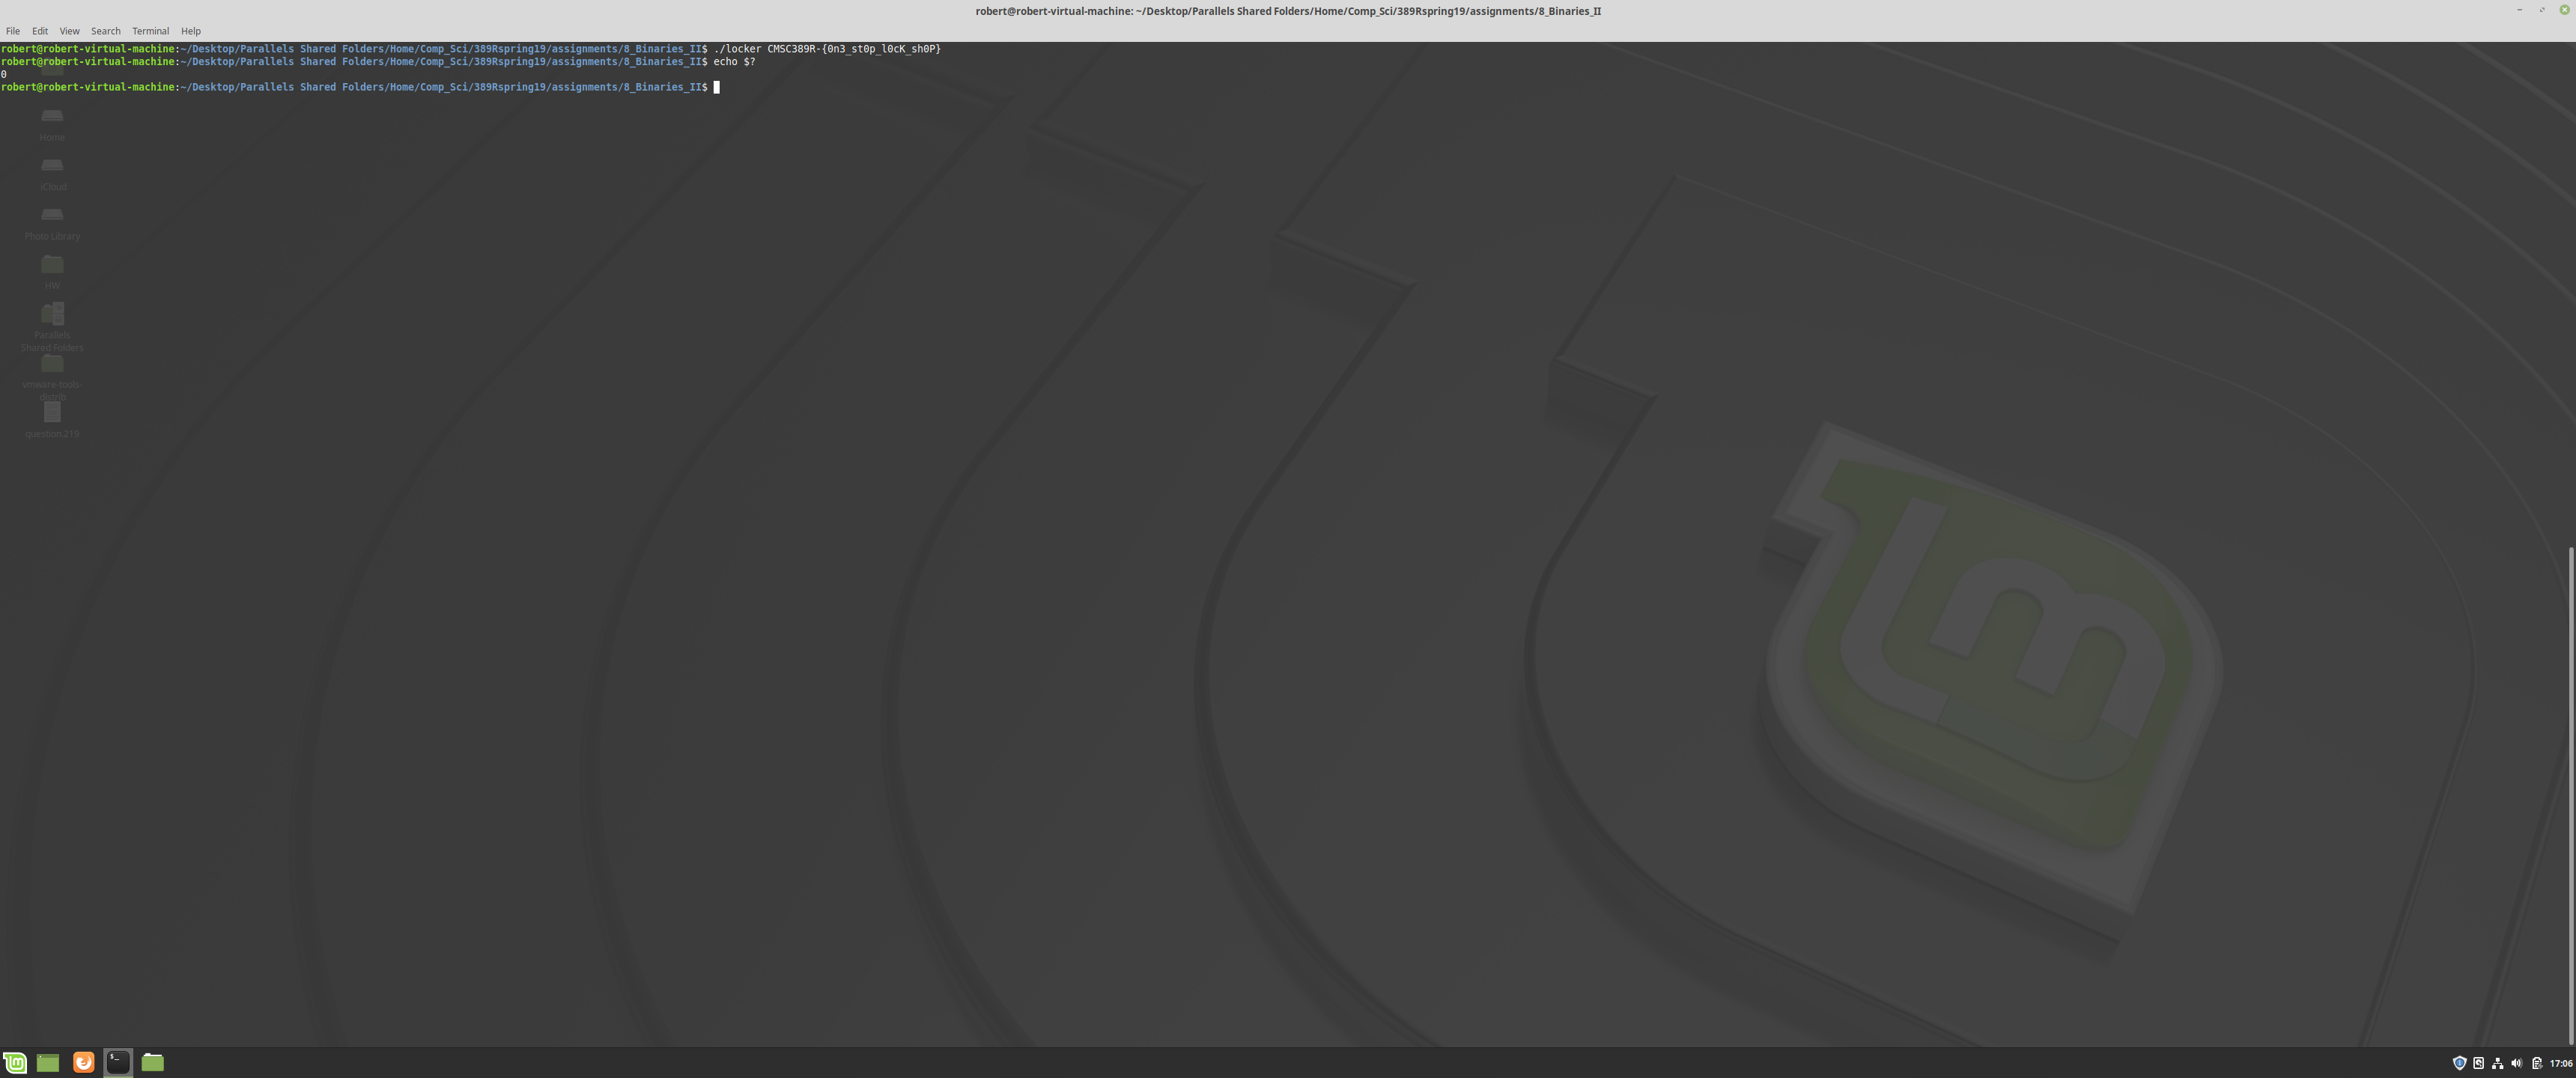 robert@robert-virtual-machine: ~/Desktop/Parallels Shared Folders/Home/Comp_Sci/389Rspring19/assignments/8_Binaries_II
File Edit View Search Terminal Help
robert@robert-virtual-machine:~/Desktop/Parallels Shared Folders/Home/Comp_Sci/389Rspring19/assignments/8_Binaries_II$ ./locker CMSC389R-{0n3_st0p_l0cK_sh0P}
robert@robert-virtual-machine:~/Desktop/Parallels Shared Folders/Home/Comp_Sci/389Rspring19/assignments/8_Binaries_II$ echo $?
0
robert@robert-virtual-machine:~/Desktop/Parallels Shared Folders/Home/Comp_Sci/389Rspring19/assignments/8_Binaries_II$
Home
iCloud
Photo Library
HW
Parallels
Shared Folders
vmware-tools-
distrib
question.219
17:06